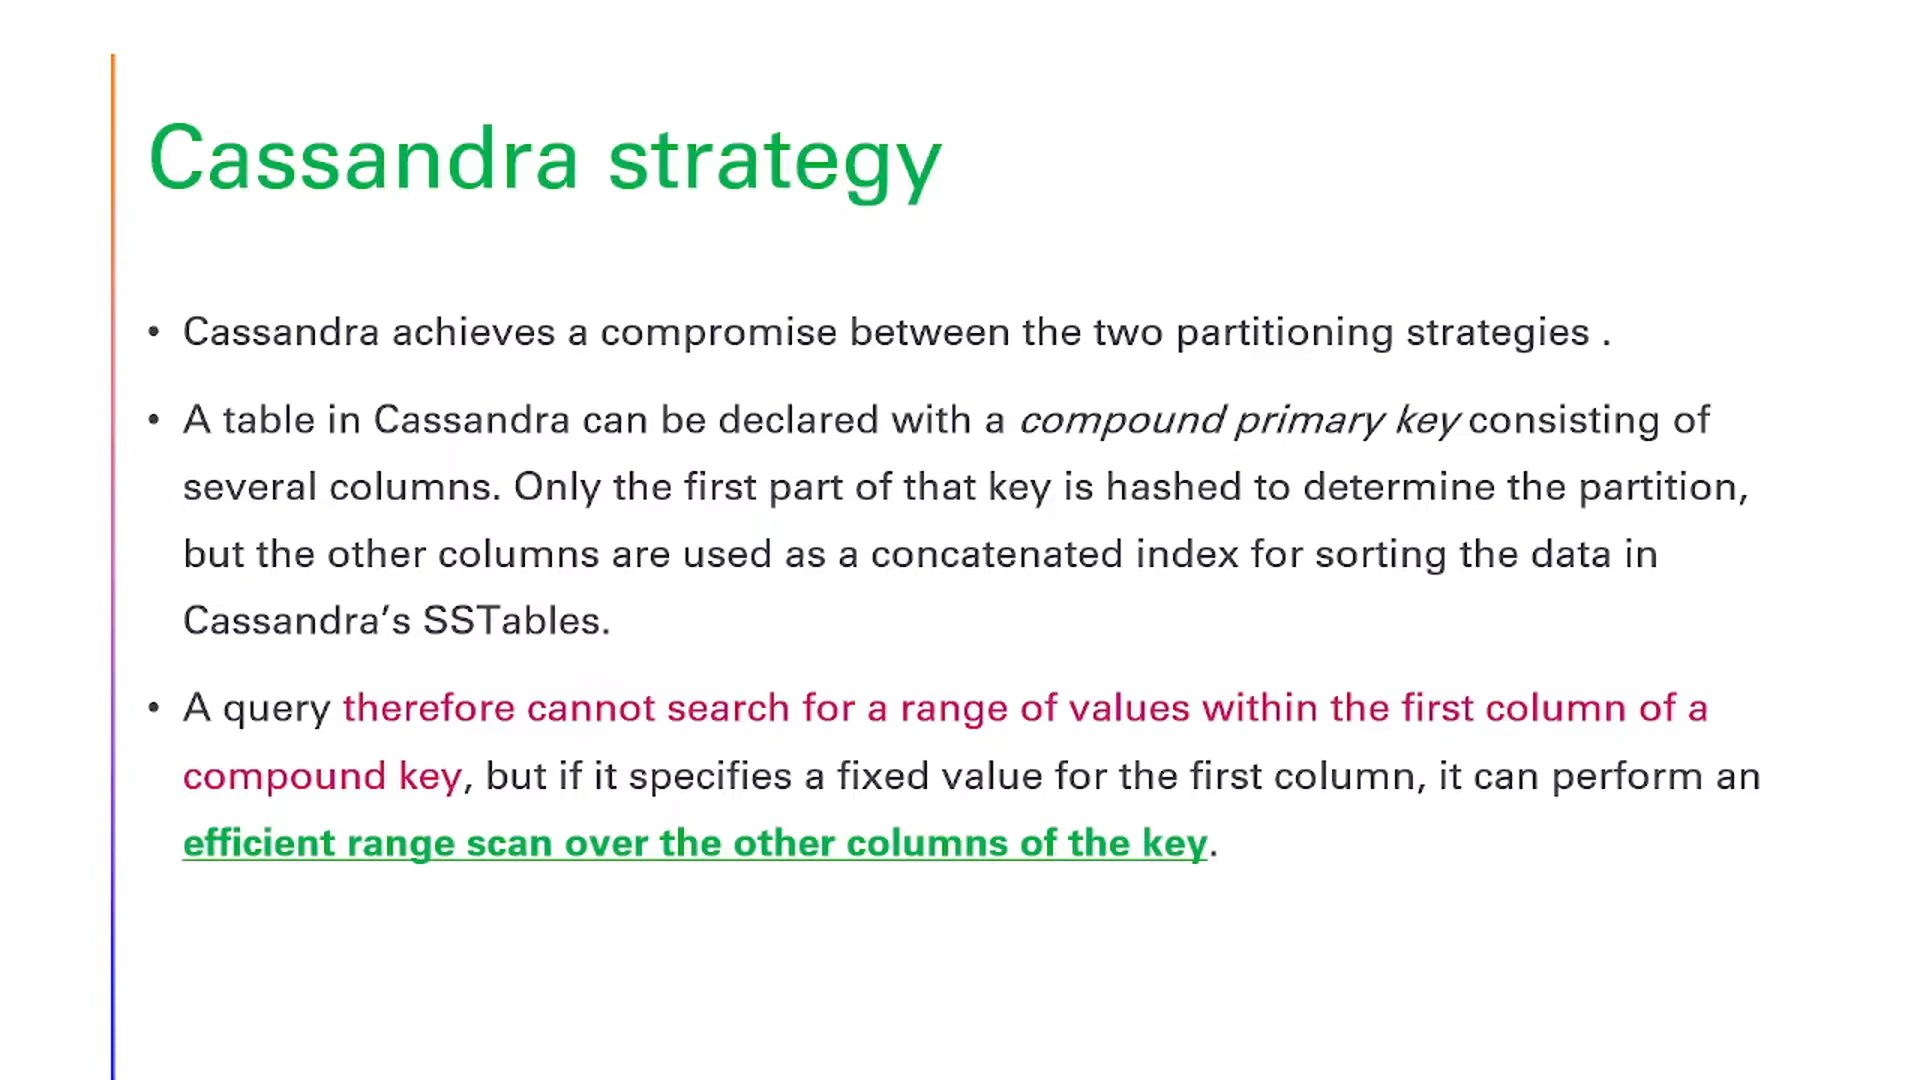 Cassandra strategy
• Cassandra achieves a compromise between the two partitioning strategies .
• A table in Cassandra can be declared with a compound primary key consisting of
several columns. Only the first part of that key is hashed to determine the partition,
but the other columns are used as a concatenated index for sorting the data in
Cassandra’s SSTables.
• A query therefore cannot search for a range of values within the first column of a
compound key, but if it specifies a fixed value for the first column, it can perform an
efficient range scan over the other columns of the key.